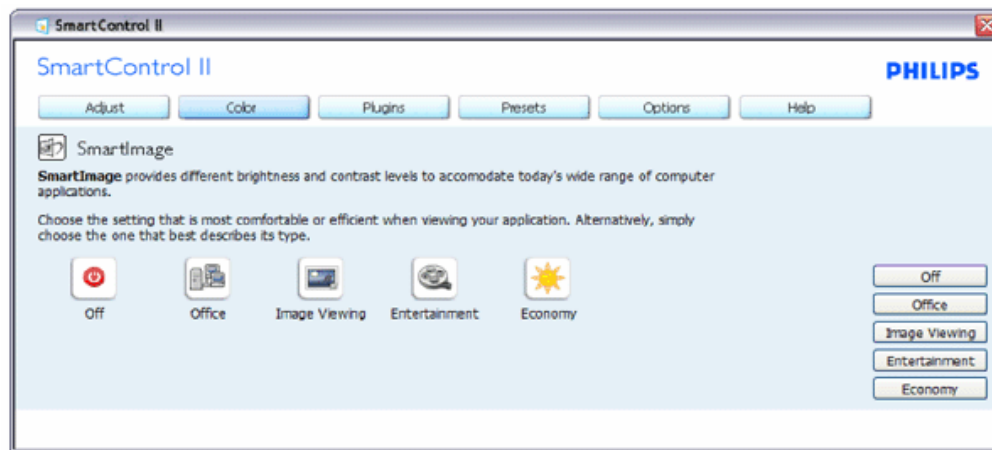 SmartControl II
SmartControl II
PHILIPS
Adjust Color Plugins Presets Options Help
SmartImage
SmartImage provides different brightness and contrast levels to accomodate today's wide range of computer
applications.
Choose the setting that is most comfortable or efficient when viewing your application. Alternatively, simply
choose the one that best describes its type.
Off Office Image Viewing Entertainment Economy
Off
Office
Image Viewing
Entertainment
Economy